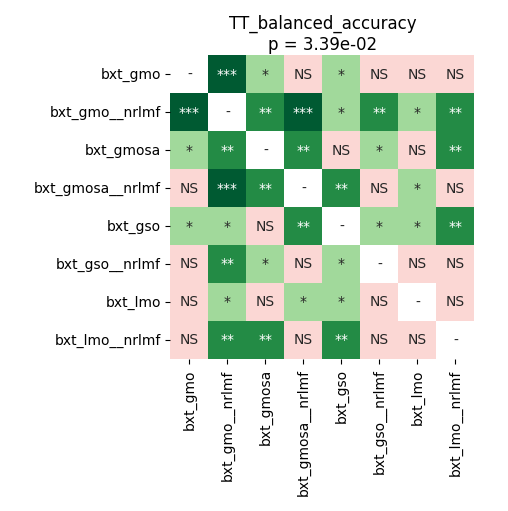 TT_balanced_accuracy
p = 3.39e-02
bxt_gmo - *** * NS * NS NS NS
bxt_gmo__nrlmf *** - ** *** * ** * **
bxt_gmosa * ** - ** NS * NS **
bxt_gmosa__nrlmf NS *** ** - ** NS * NS
bxt_gso * * NS ** - * * **
bxt_gso__nrlmf NS ** * NS * - NS NS
bxt_lmo NS * NS * * NS - NS
bxt_lmo__nrlmf NS ** ** NS ** NS NS -
bxt_gmo
bxt_gmo__nrlmf
bxt_gmosa
bxt_gmosa__nrlmf
bxt_gso
bxt_gso__nrlmf
bxt_lmo
bxt_lmo__nrlmf